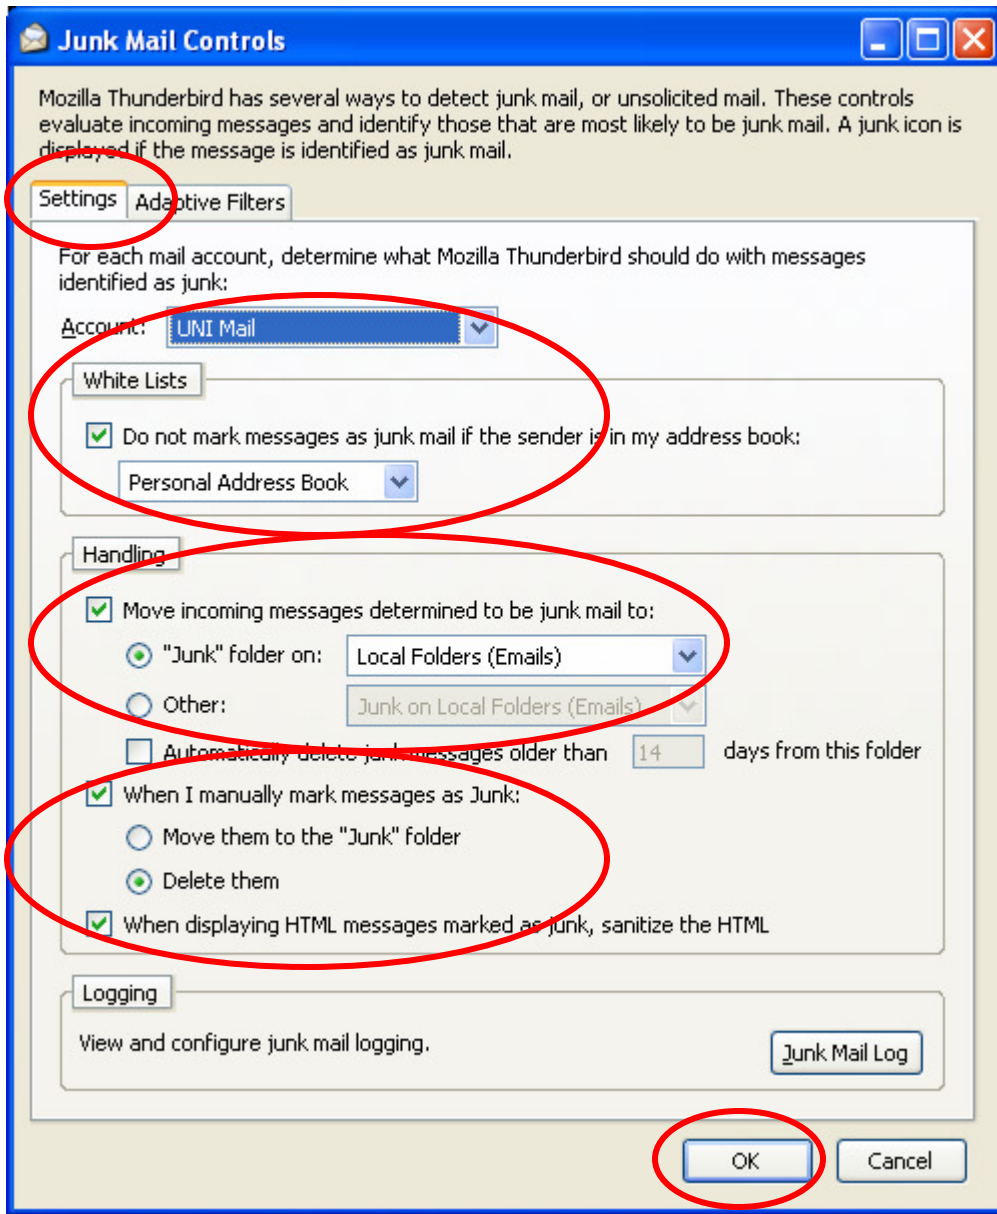 Junk Mail Controls
Mozilla Thunderbird has several ways to detect junk mail, or unsolicited mail. These controls
evaluate incoming messages and identify those that are most likely to be junk mail. A junk icon is
displayed if the message is identified as junk mail.
Settings Adaptive Filters
For each mail account, determine what Mozilla Thunderbird should do with messages
identified as junk:
Account: UNI Mail
White Lists
Do not mark messages as junk mail if the sender is in my address book:
Personal Address Book
Handling
Move incoming messages determined to be junk mail to:
"Junk" folder on: Local Folders (Emails)
Other: Junk on Local Folders (Emails)
Automatically delete junk messages older than 14 days from this folder
When I manually mark messages as Junk:
Move them to the "Junk" folder
Delete them
When displaying HTML messages marked as junk, sanitize the HTML
Logging
View and configure junk mail logging. Junk Mail Log
OK Cancel